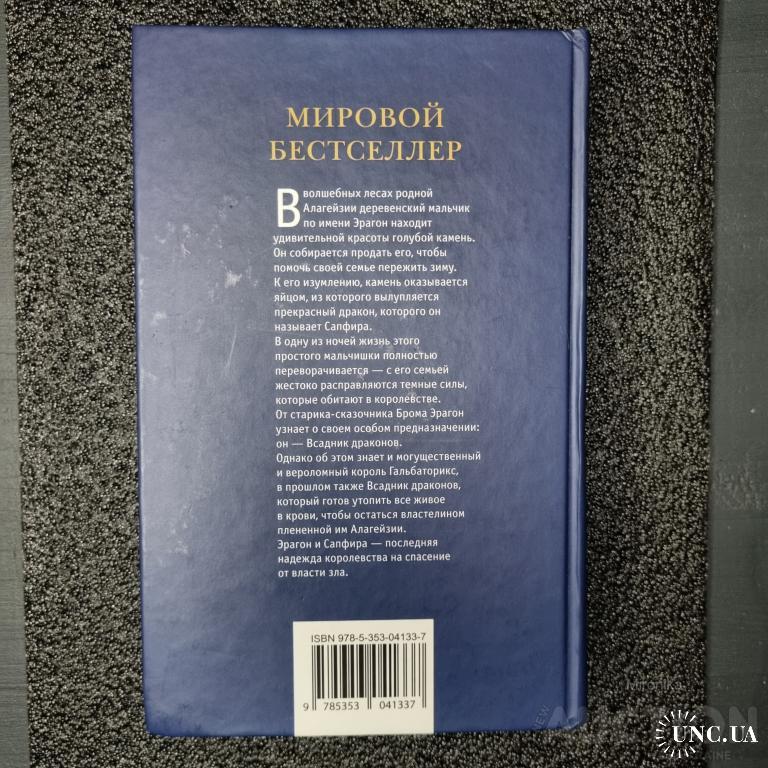 МИРОВОЙ
БЕСТСЕЛЛЕР
В волшебных лесах родной
Алагейзии деревенский мальчик
по имени Эрагон находит
удивительной красоты голубой камень.
Он собирается продать его, чтобы
помочь своей семье пережить зиму.
К его изумлению, камень оказывается
яйцом, из которого вылупляется
прекрасный дракон, которого он
называет Сапфира.
В одну из ночей жизнь этого
простого мальчишки полностью
переворачивается — с его семьей
жестоко расправляются темные силы,
которые обитают в королевстве.
От старика-сказочника Брома Эрагон
узнает о своем особом предназначении:
он — Всадник драконов.
Однако об этом знает и могущественный
и вероломный король Гальбаторикс,
в прошлом также Всадник драконов,
который готов утопить все живое
в крови, чтобы остаться властелином
плененной им Алагейзии.
Эрагон и Сапфира — последняя
надежда королевства на спасение
от власти зла.
ISBN 978-5-353-04133-7
9 785353 041337
NEW
UNC.UA